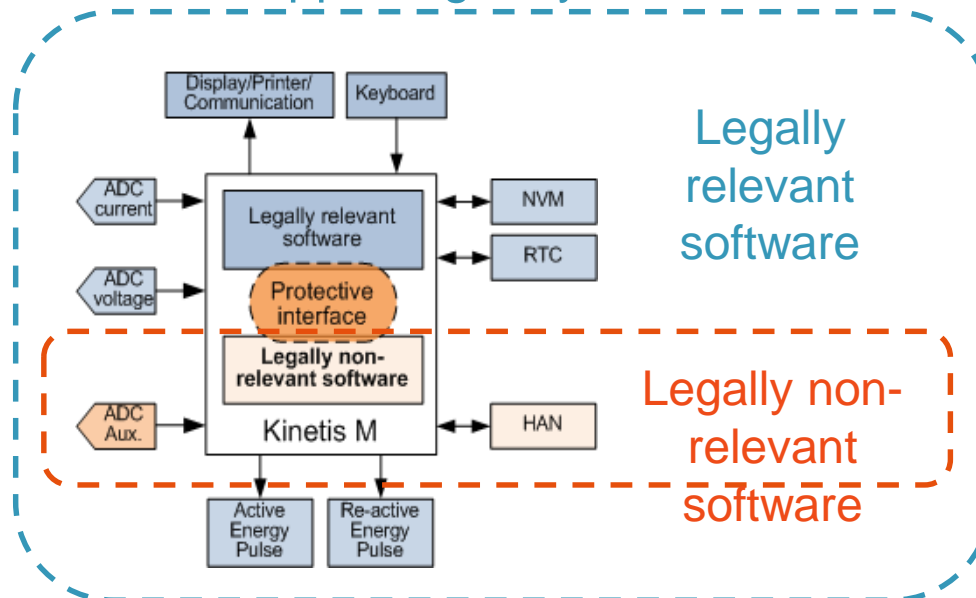 Display/Printer/
Communication
Keyboard
ADC
current
Legally relevant
software
NVM
RTC
Legally
relevant
software
ADC
voltage
Protective
interface
Legally non-
relevant software
ADC
Aux.
Kinetis M
HAN
Legally non-
relevant
software
Active
Energy
Pulse
Re-active
Energy
Pulse